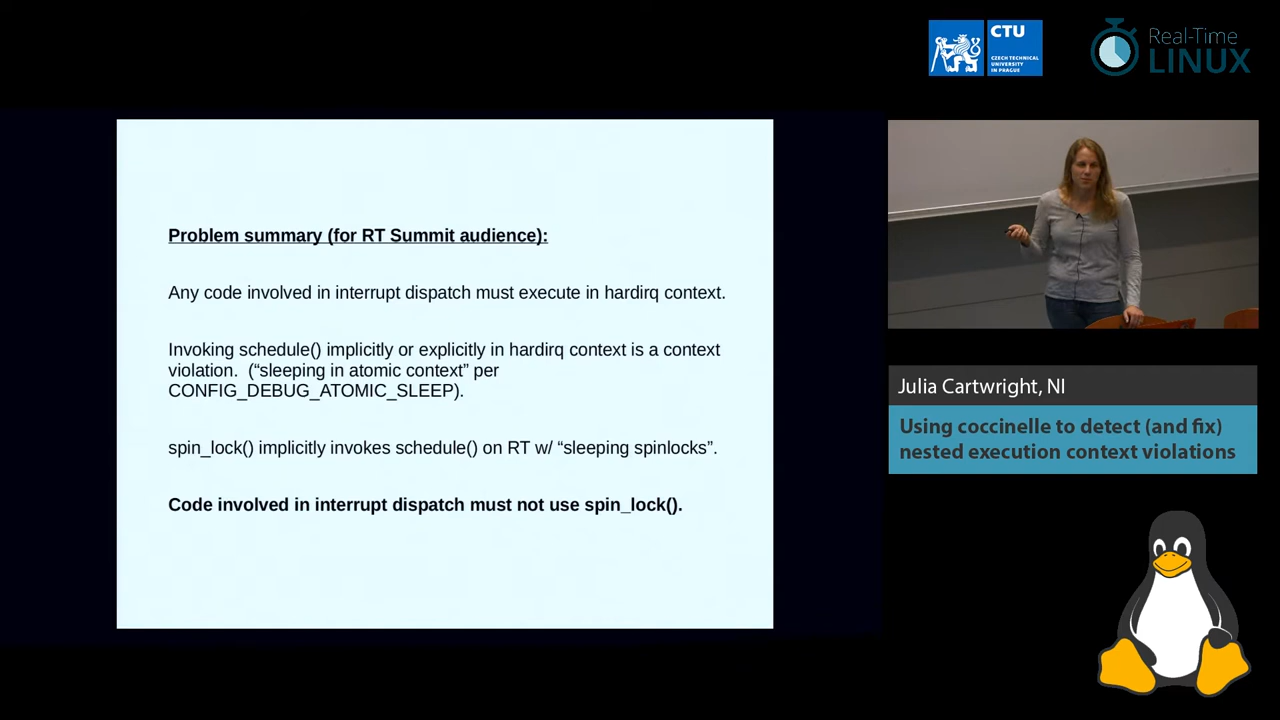 CTU
CZECH TECHNICAL
UNIVERSITY
IN PRAGUE
Real-Time
LINUX
Problem summary (for RT Summit audience):
Any code involved in interrupt dispatch must execute in hardirq context.
Invoking schedule() implicitly or explicitly in hardirq context is a context
violation.  (“sleeping in atomic context” per
CONFIG_DEBUG_ATOMIC_SLEEP).
spin_lock() implicitly invokes schedule() on RT w/ “sleeping spinlocks”.
Code involved in interrupt dispatch must not use spin_lock().
Julia Cartwright, NI
Using coccinelle to detect (and fix)
nested execution context violations